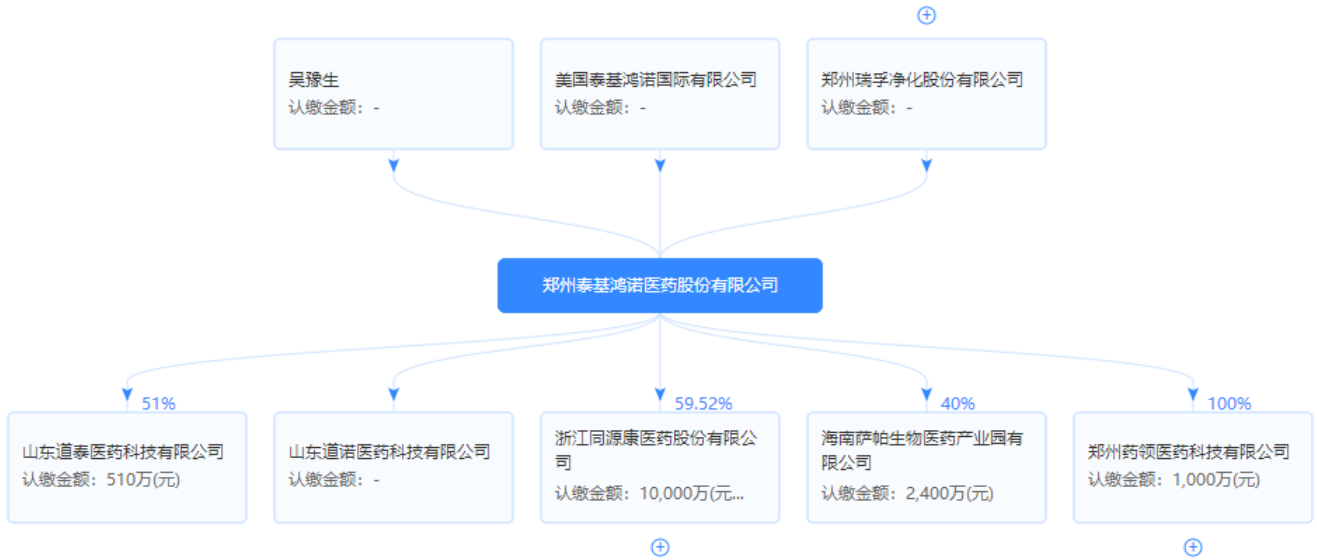 吴豫生
认缴金额：-
美国泰基鸿诺国际有限公司
认缴金额：-
郑州瑞孚净化股份有限公司
认缴金额：-
郑州泰基鸿诺医药股份有限公司
51%
山东道泰医药科技有限公司
认缴金额：510万(元)
山东道诺医药科技有限公司
认缴金额：-
59.52%
浙江同源康医药股份有限公
司
认缴金额：10,000万(元...
40%
海南萨帕生物医药产业园有
限公司
认缴金额：2,400万(元)
100%
郑州药领医药科技有限公司
认缴金额：1,000万(元)